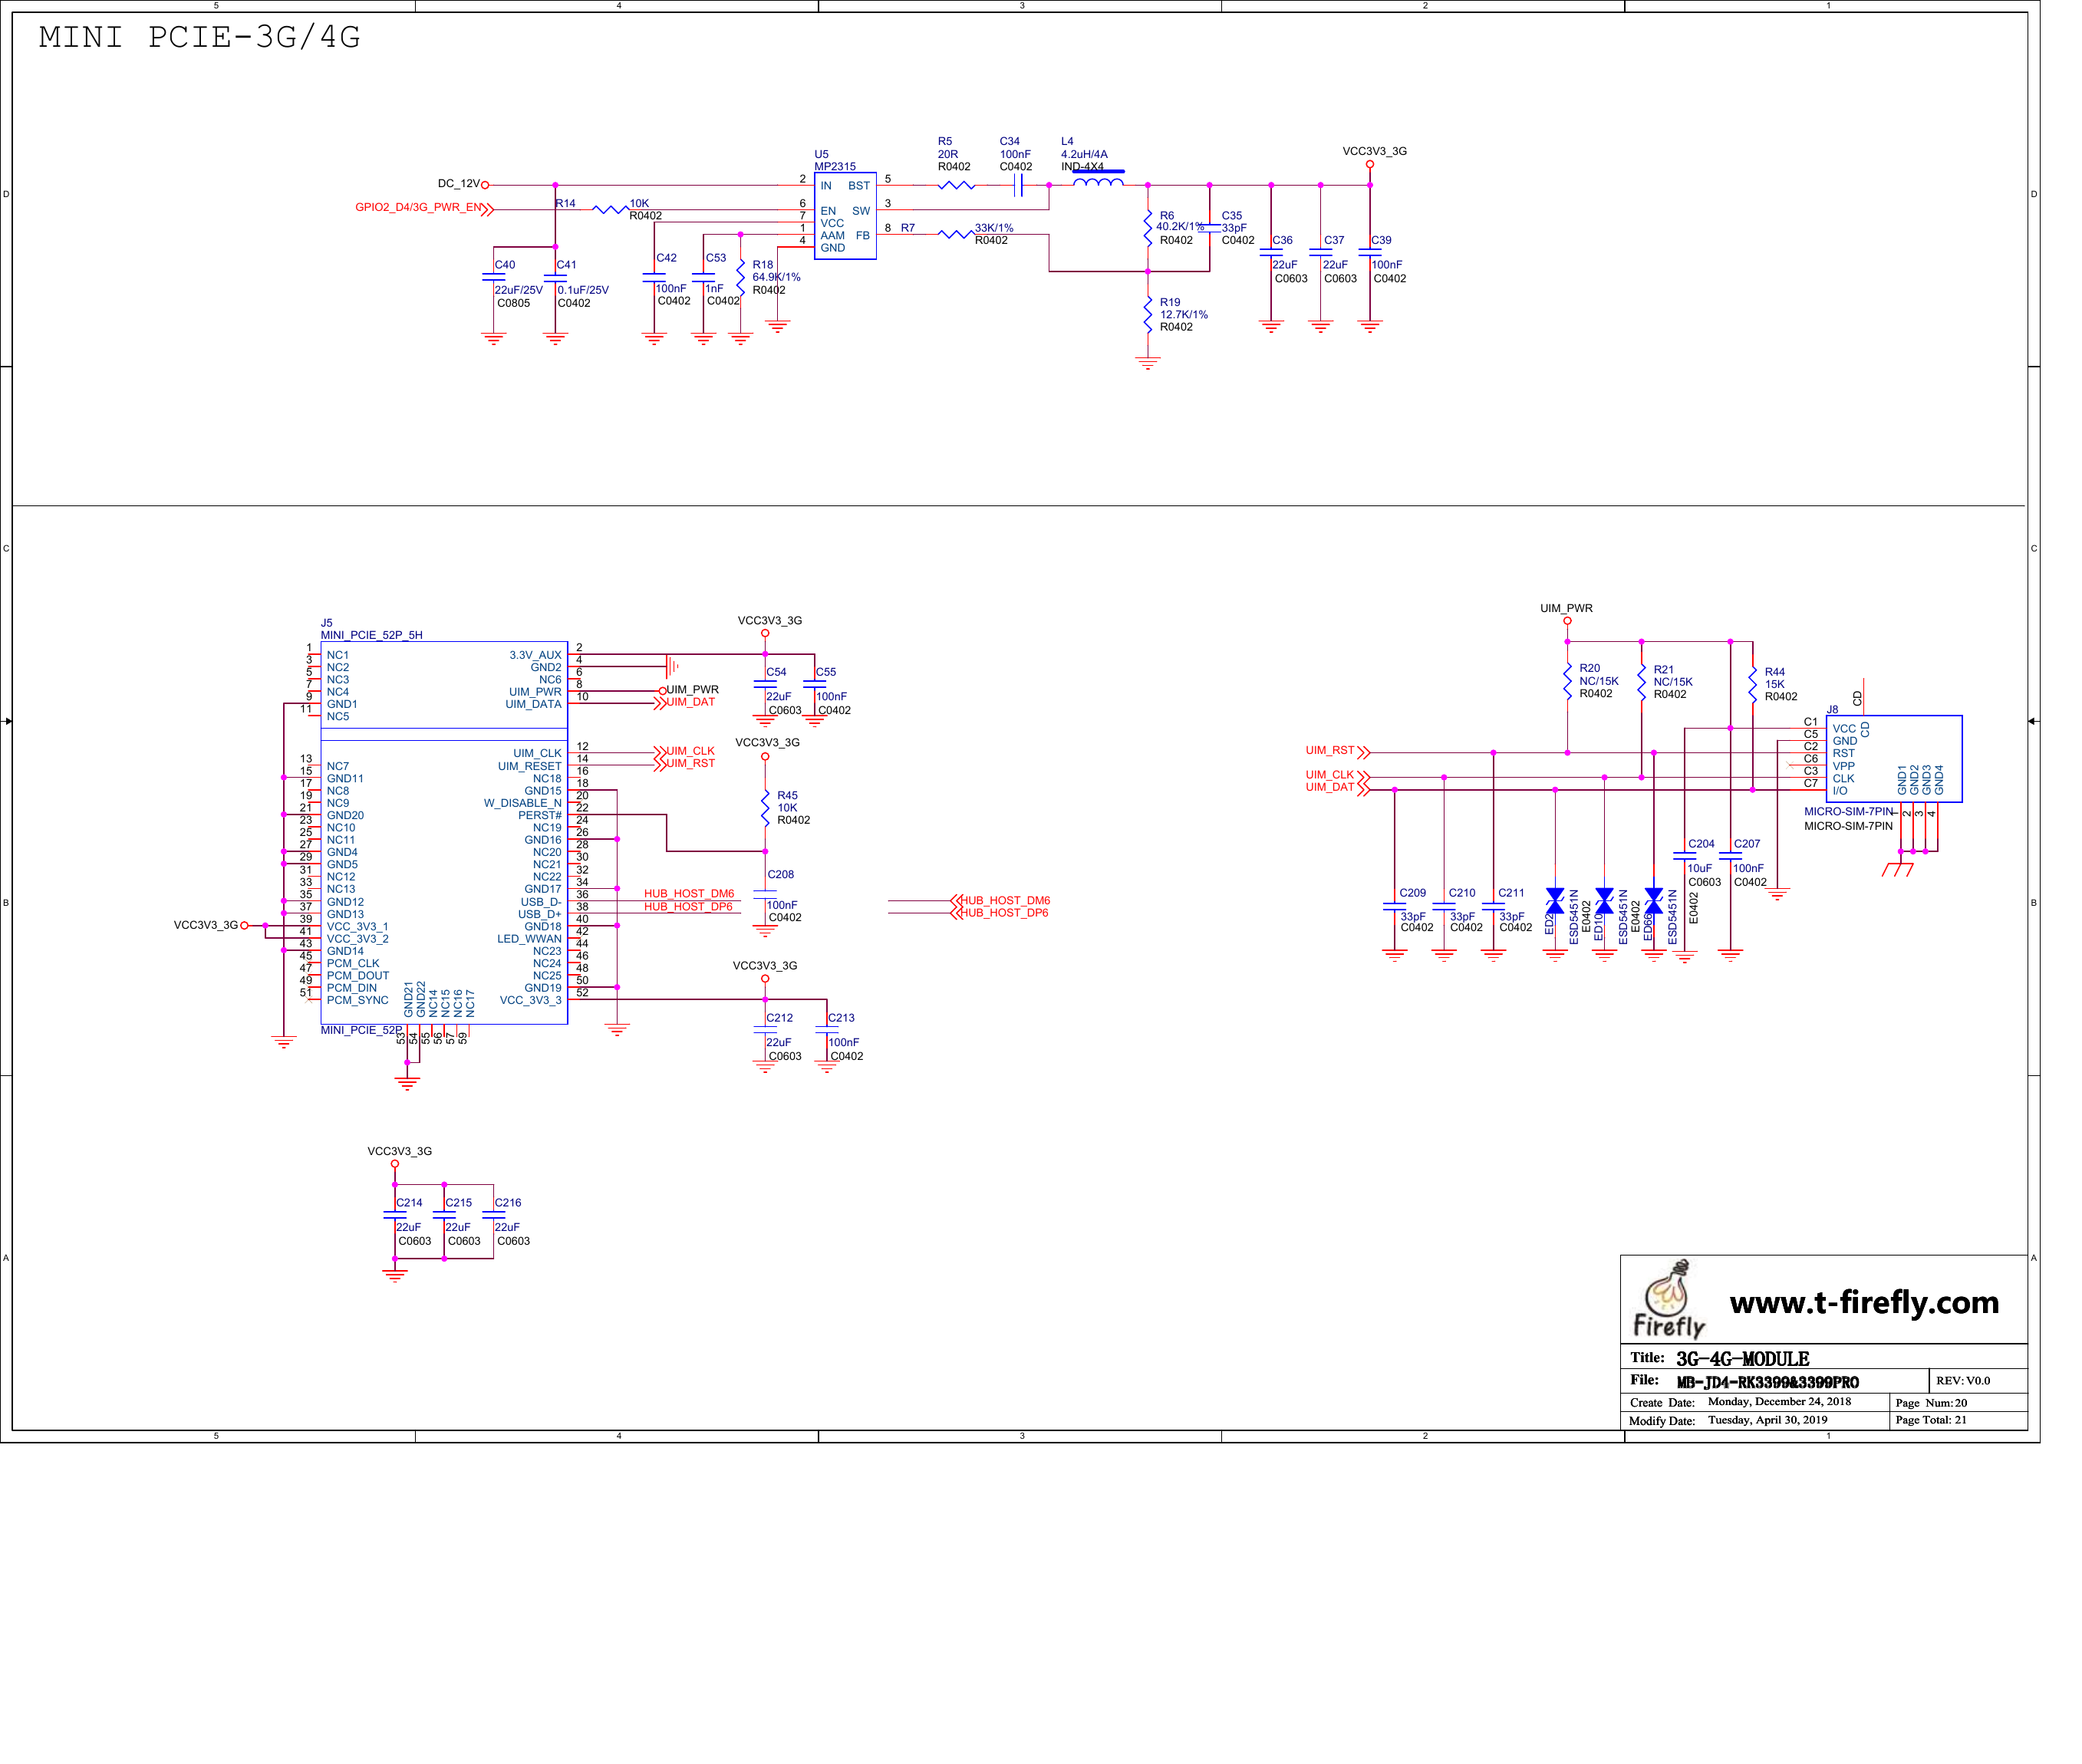 5 4 3 2 1
MINI PCIE-3G/4G
D D
C C
B B
A A
DC_12V
GPIO2_D4/3G_PWR_EN
R14
10K
R0402
U5
MP2315
2 IN
6 EN
7 VCC
1 AAM
4 GND
BST 5
SW 3
FB 8
R5
20R
R0402
C34
100nF
C0402
L4
4.2uH/4A
IND-4X4
VCC3V3_3G
R7
33K/1%
R0402
R6
40.2K/1%
R0402
C35
33pF
C0402
C36
22uF
C0603
C37
22uF
C0603
C39
100nF
C0402
C40
22uF/25V
C0805
C41
0.1uF/25V
C0402
C42
100nF
C0402
C53
1nF
C0402
R18
64.9K/1%
R0402
R19
12.7K/1%
R0402
J5
MINI_PCIE_52P_5H
1 NC1
3 NC2
5 NC3
7 NC4
9 GND1
11 NC5
13 NC7
15 GND11
17 NC8
19 NC9
21 GND20
23 NC10
25 NC11
27 GND4
29 GND5
31 NC12
33 NC13
35 GND12
37 GND13
39 VCC_3V3_1
41 VCC_3V3_2
43 GND14
45 PCM_CLK
47 PCM_DOUT
49 PCM_DIN
51 PCM_SYNC
3.3V_AUX 2
GND2 4
NC6 6
UIM_PWR 8
UIM_DATA 10
UIM_CLK 12
UIM_RESET 14
NC18 16
GND15 18
W_DISABLE_N 20
PERST# 22
NC19 24
GND16 26
NC20 28
NC21 30
NC22 32
GND17 34
USB_D- 36
USB_D+ 38
GND18 40
LED_WWAN 42
NC23 44
NC24 46
NC25 48
GND19 50
VCC_3V3_3 52
GND21 53
GND22 54
NC14 55
NC15 56
NC16 57
NC17 59
MINI_PCIE_52P
VCC3V3_3G
VCC3V3_3G
C54
22uF
C0603
C55
100nF
C0402
UIM_PWR
UIM_DAT
UIM_CLK
UIM_RST
VCC3V3_3G
R45
10K
R0402
C208
100nF
C0402
HUB_HOST_DM6
HUB_HOST_DP6
HUB_HOST_DM6
HUB_HOST_DP6
VCC3V3_3G
C212
22uF
C0603
C213
100nF
C0402
VCC3V3_3G
C214
22uF
C0603
C215
22uF
C0603
C216
22uF
C0603
UIM_PWR
R20
NC/15K
R0402
R21
NC/15K
R0402
R44
15K
R0402
UIM_RST
UIM_CLK
UIM_DAT
J8
CD
CD
C1 VCC
C5 GND
C2 RST
C6 VPP
C3 CLK
C7 I/O
GND1 1
GND2 2
GND3 3
GND4 4
MICRO-SIM-7PIN
MICRO-SIM-7PIN
C209
33pF
C0402
C210
33pF
C0402
C211
33pF
C0402
ED2
ESD5451N
E0402
ED10
ESD5451N
E0402
ED66
ESD5451N
E0402
C204
10uF
C0603
C207
100nF
C0402
Firefly
www.t-firefly.com
Title: 3G-4G-MODULE
File: MB-JD4-RK3399&3399PRO REV: V0.0
Create Date: Monday, December 24, 2018 Page Num: 20
Modify Date: Tuesday, April 30, 2019 Page Total: 21
5 4 3 2 1